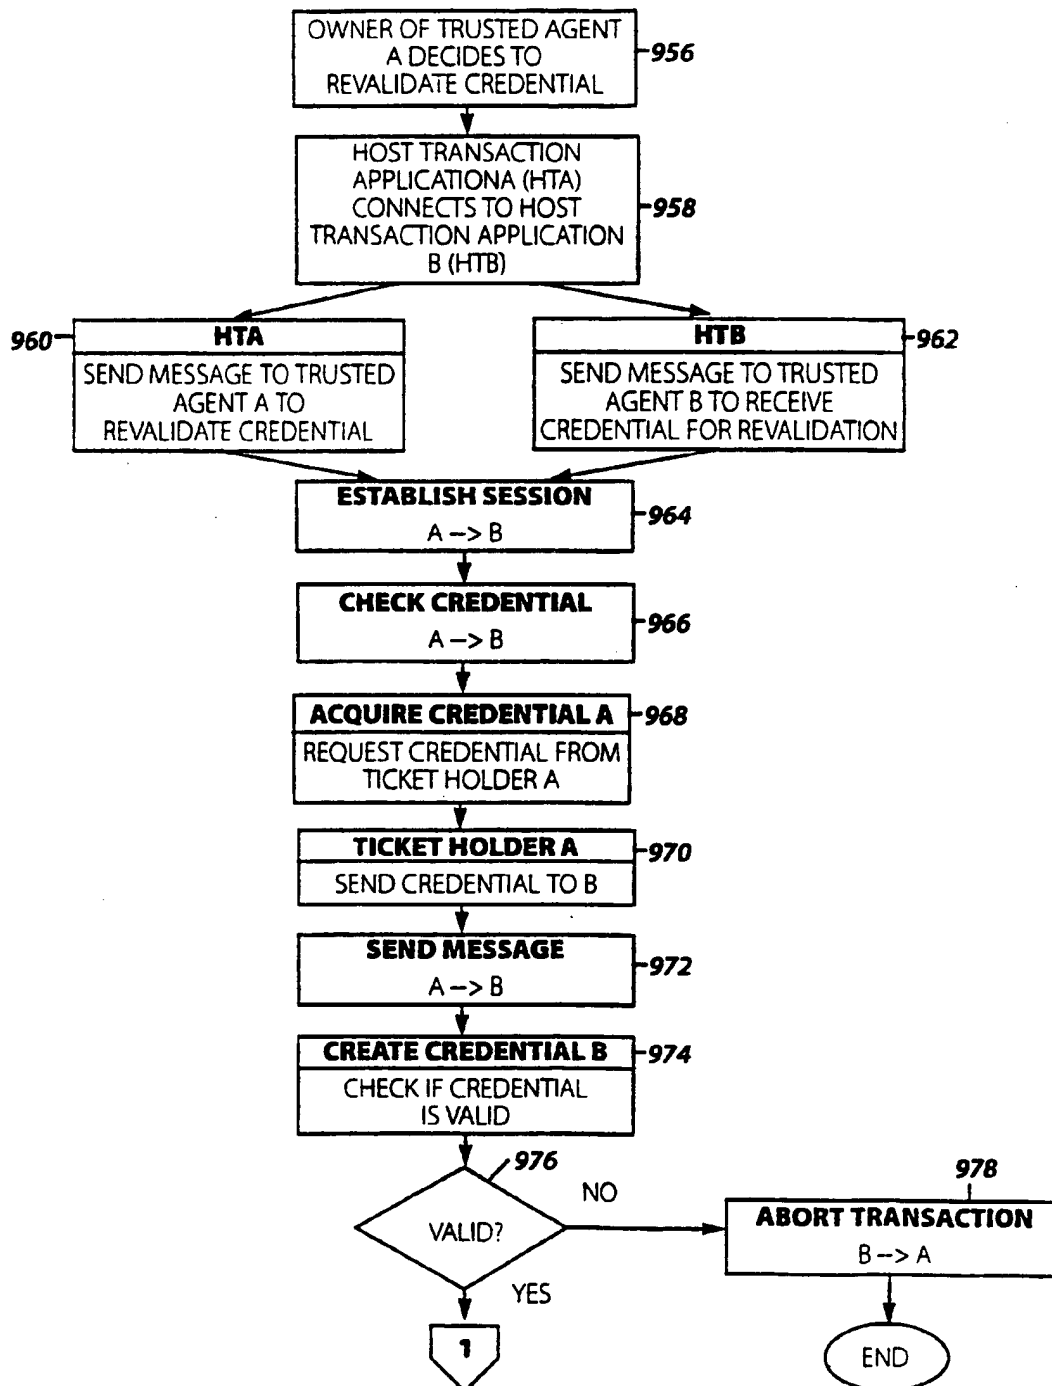 OWNER OF TRUSTED AGENT
A DECIDES TO
REVALIDATE CREDENTIAL
956
HOST TRANSACTION
APPLICATIONA (HTA)
CONNECTS TO HOST
TRANSACTION APPLICATION
B (HTB)
958
960
HTA
SEND MESSAGE TO TRUSTED
AGENT A TO
REVALIDATE CREDENTIAL
HTB
962
SEND MESSAGE TO TRUSTED
AGENT B TO RECEIVE
CREDENTIAL FOR REVALIDATION
ESTABLISH SESSION
964
A --> B
CHECK CREDENTIAL
966
A --> B
ACQUIRE CREDENTIAL A
968
REQUEST CREDENTIAL FROM
TICKET HOLDER A
TICKET HOLDER A
970
SEND CREDENTIAL TO B
SEND MESSAGE
972
A --> B
CREATE CREDENTIAL B
974
CHECK IF CREDENTIAL
IS VALID
976
VALID?
NO
978
ABORT TRANSACTION
B --> A
YES
1
END